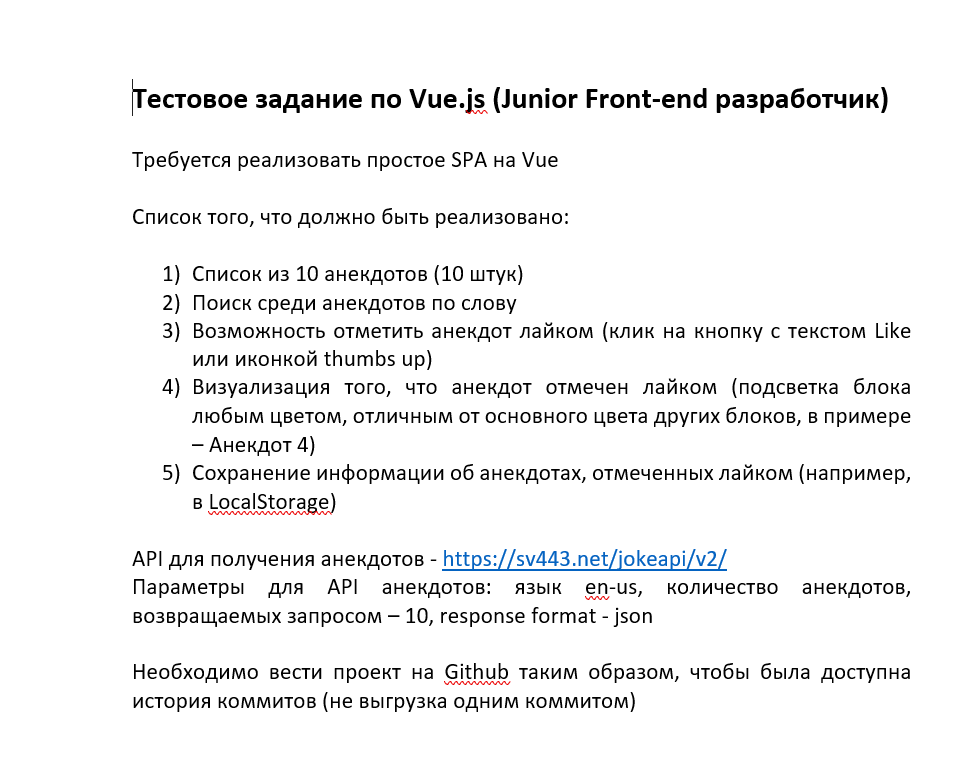 Тестовое задание по Vue.js (Junior Front-end разработчик)
Требуется реализовать простое SPA на Vue
Список того, что должно быть реализовано:
1) Список из 10 анекдотов (10 штук)
2) Поиск среди анекдотов по слову
3) Возможность отметить анекдот лайком (клик на кнопку с текстом Like
или иконкой thumbs up)
4) Визуализация того, что анекдот отмечен лайком (подсветка блока
любым цветом, отличным от основного цвета других блоков, в примере
– Анекдот 4)
5) Сохранение информации об анекдотах, отмеченных лайком (например,
в LocalStorage)
API для получения анекдотов - https://sv443.net/jokeapi/v2/
Параметры для API анекдотов: язык en-us, количество анекдотов,
возвращаемых запросом – 10, response format - json
Необходимо вести проект на Github таким образом, чтобы была доступна
история коммитов (не выгрузка одним коммитом)